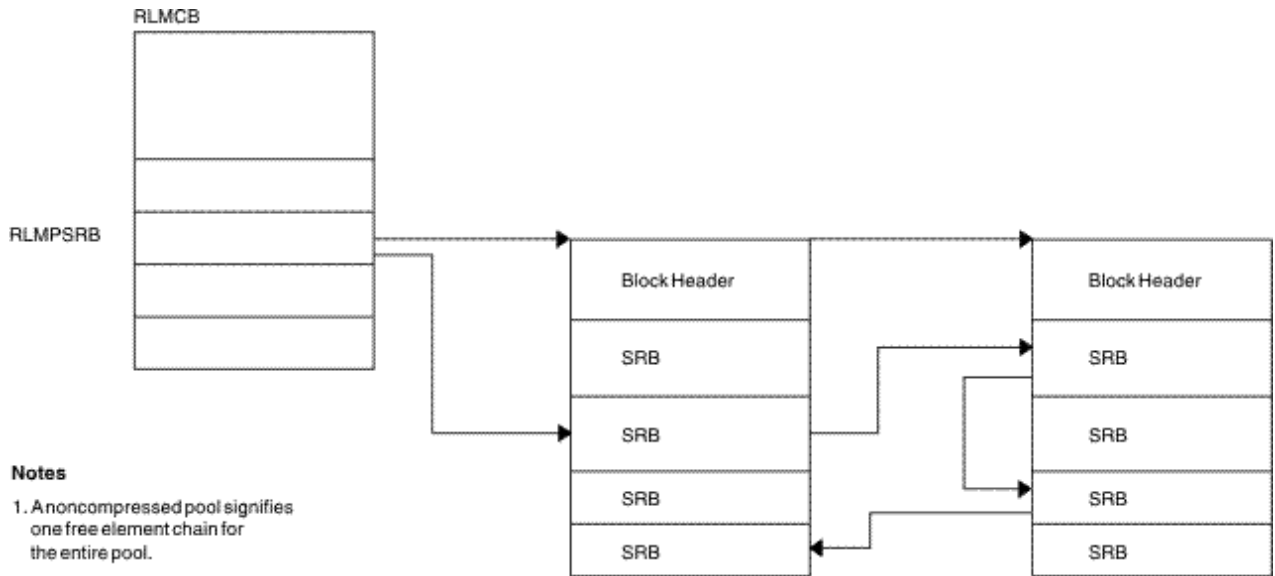 RLMCB
RLMPSRB
Block Header
Block Header
SRB
SRB
SRB
SRB
SRB
SRB
SRB
SRB
Notes
1. A noncompressed pool signifies
one free element chain for
the entire pool.